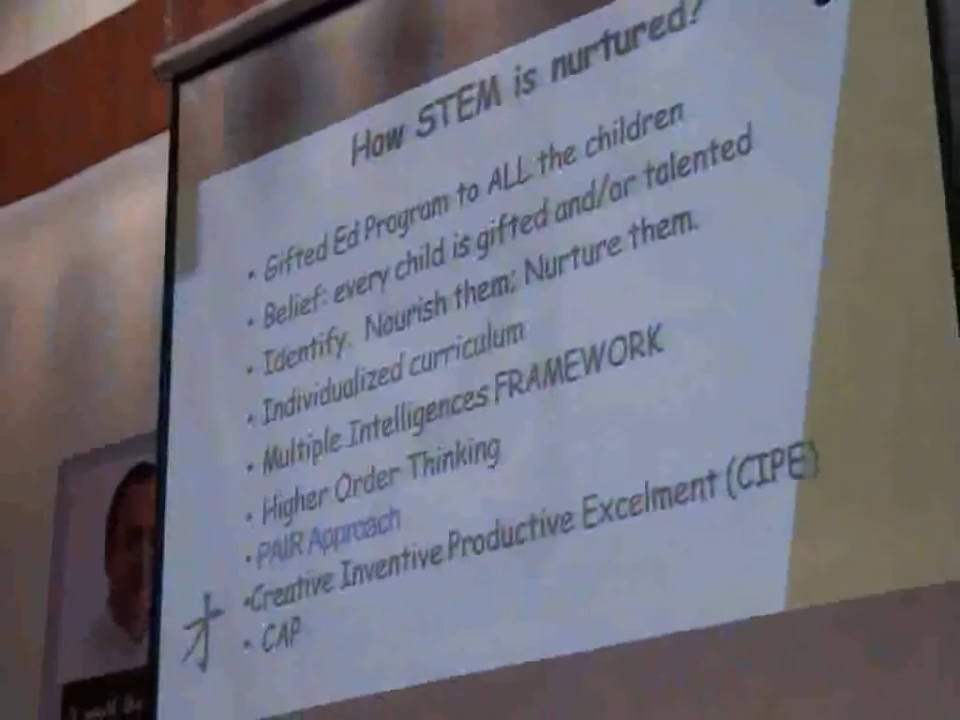 How STEM is nurtured?
• Gifted Ed Program to ALL the children
• Belief: every child is gifted and/or talented
• Identify. Nourish them; Nurture them.
• Individualized curriculum
• Multiple Intelligences FRAMEWORK
• Higher Order Thinking
• PAIR Approach
•Creative Inventive Productive Excelment (CIPE)
• CAP
才